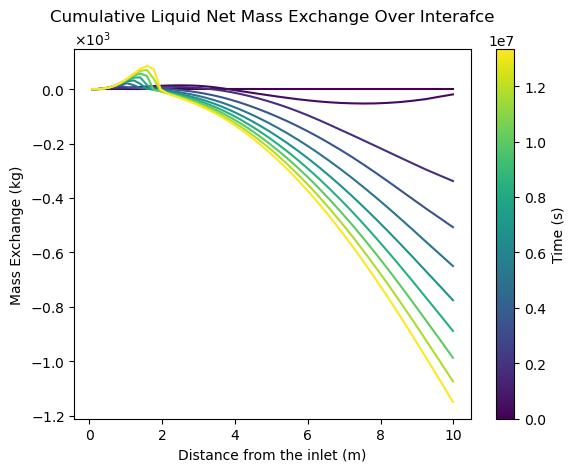 Cumulative Liquid Net Mass Exchange Over Interafce
×10³
1e7
0.0
−0.2
−0.4
−0.6
−0.8
−1.0
−1.2
Mass Exchange (kg)
0 2 4 6 8 10
Distance from the inlet (m)
1.2
1.0
0.8
0.6
0.4
0.2
0.0
Time (s)